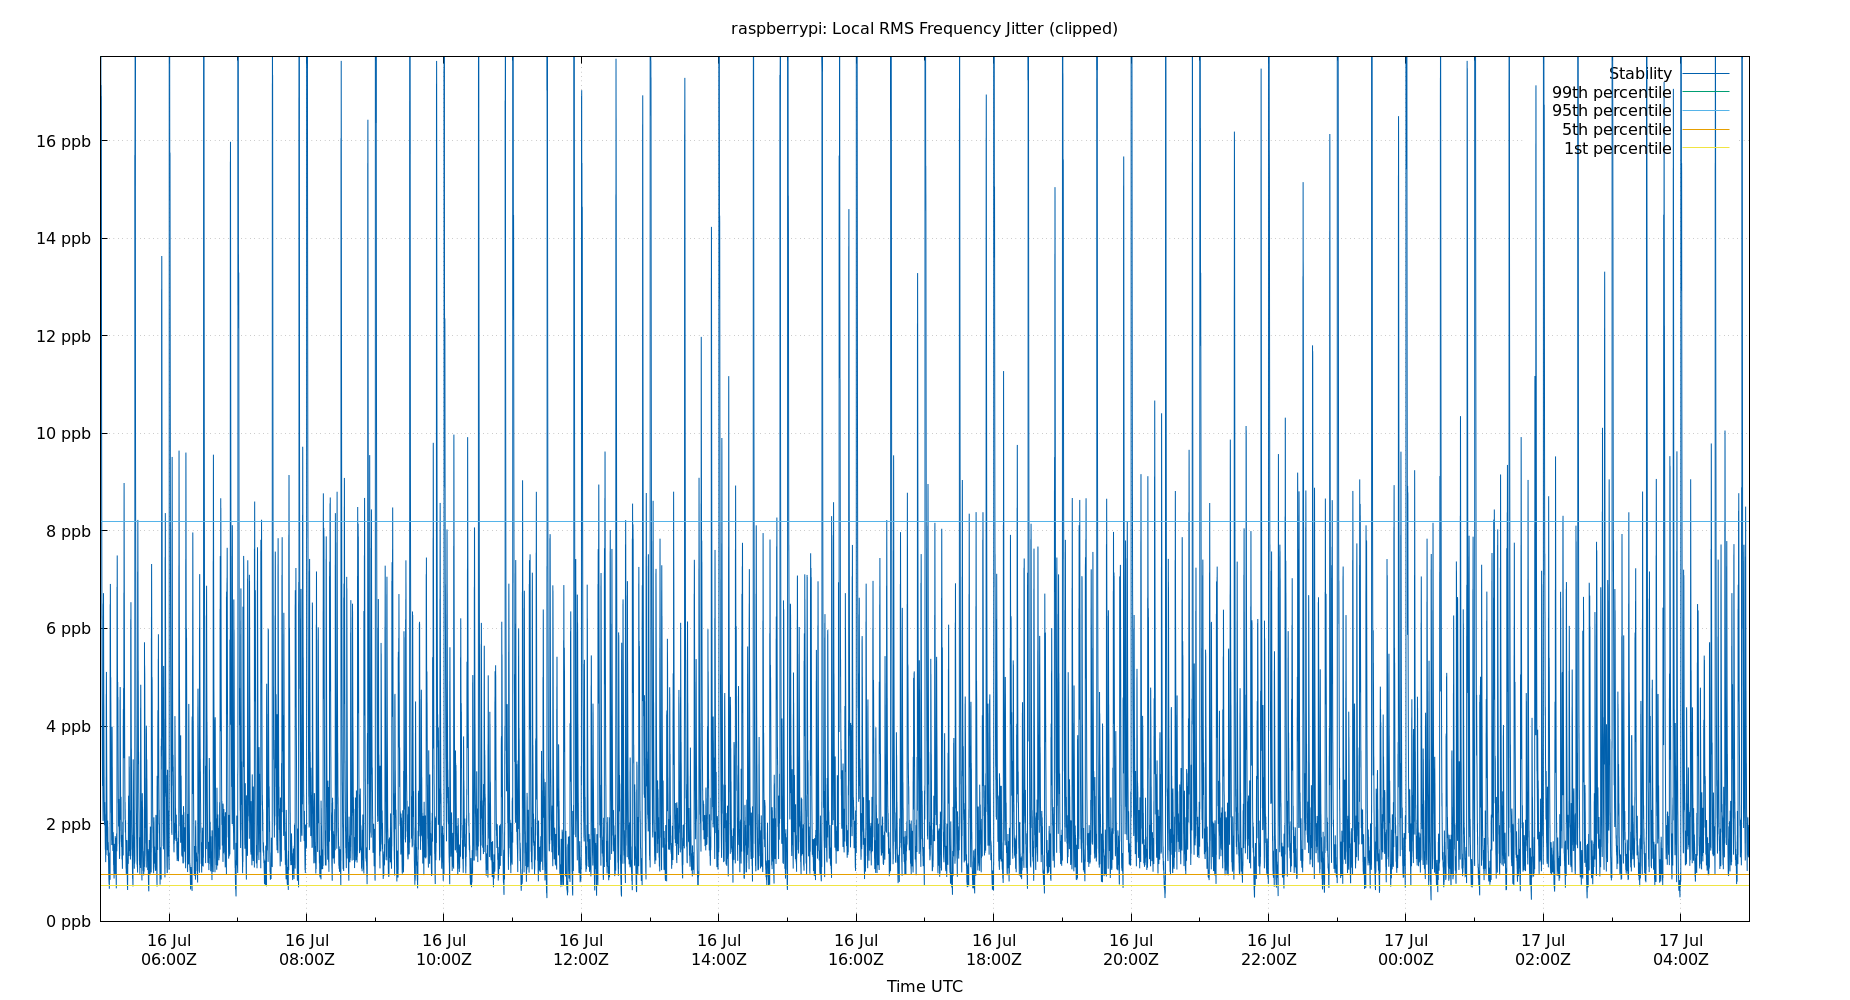 raspberrypi: Local RMS Frequency Jitter (clipped)
Stability
99th percentile
95th percentile
5th percentile
1st percentile
16 ppb
14 ppb
12 ppb
10 ppb
8 ppb
6 ppb
4 ppb
2 ppb
0 ppb
16 Jul 16 Jul 16 Jul 16 Jul 16 Jul 16 Jul 16 Jul 16 Jul 16 Jul 17 Jul 17 Jul 17 Jul
06:00Z 08:00Z 10:00Z 12:00Z 14:00Z 16:00Z 18:00Z 20:00Z 22:00Z 00:00Z 02:00Z 04:00Z
Time UTC